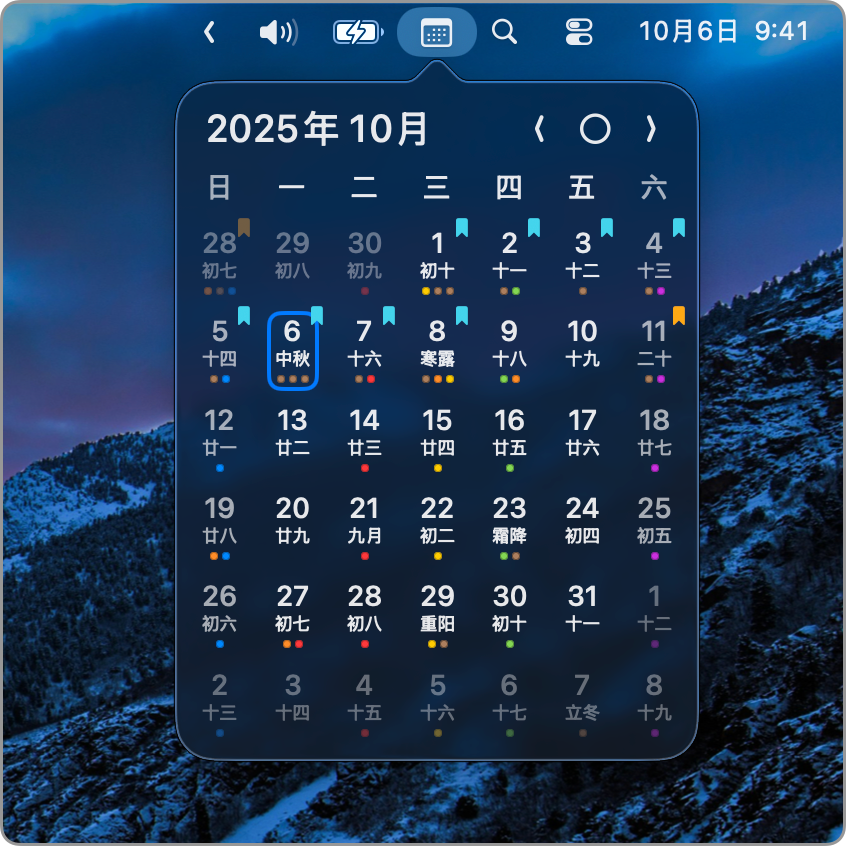 10月6日 9:41
2025年 10月
日 一 二 三 四 五 六
28 29 30 1 2 3 4
初七 初八 初九 初十 十一 十二 十三
5 6 7 8 9 10 11
十四 中秋 十六 寒露 十八 十九 二十
12 13 14 15 16 17 18
廿一 廿二 廿三 廿四 廿五 廿六 廿七
19 20 21 22 23 24 25
廿八 廿九 九月 初二 霜降 初四 初五
26 27 28 29 30 31 1
初六 初七 初八 重阳 初十 十一 十二
2 3 4 5 6 7 8
十三 十四 十五 十六 十七 立冬 十九